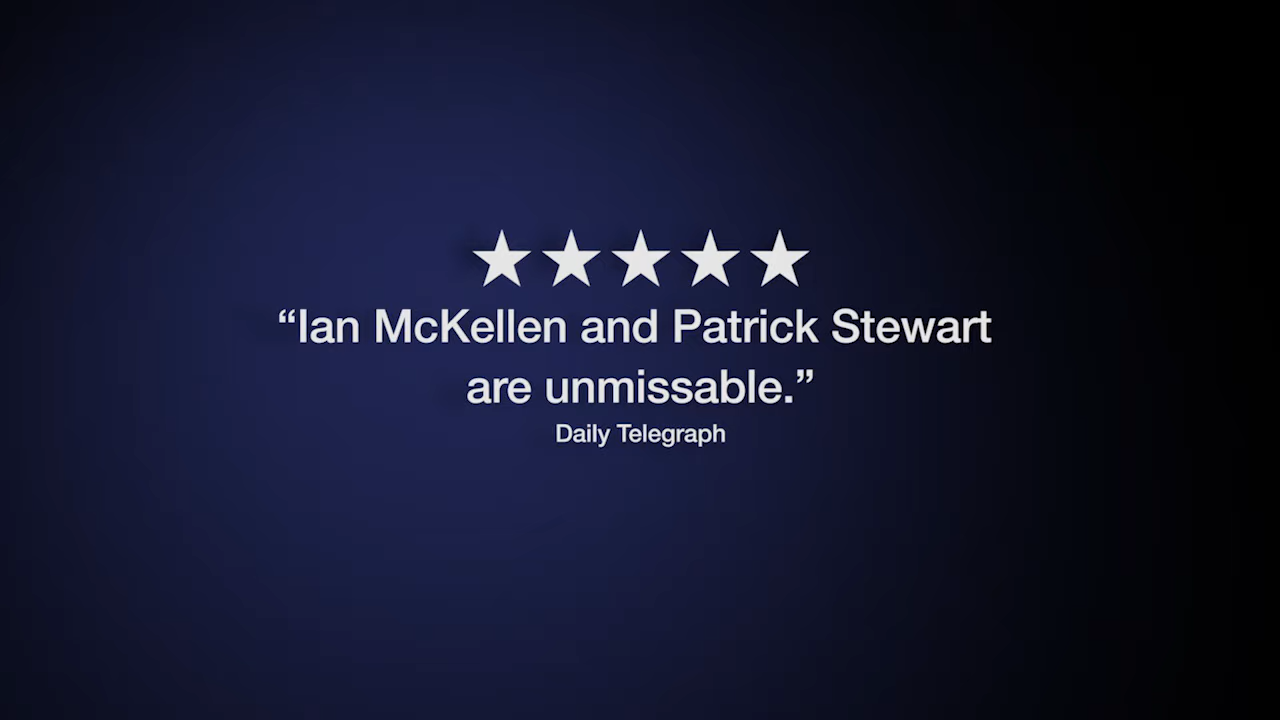 ★★★★★
“Ian McKellen and Patrick Stewart
are unmissable.”
Daily Telegraph